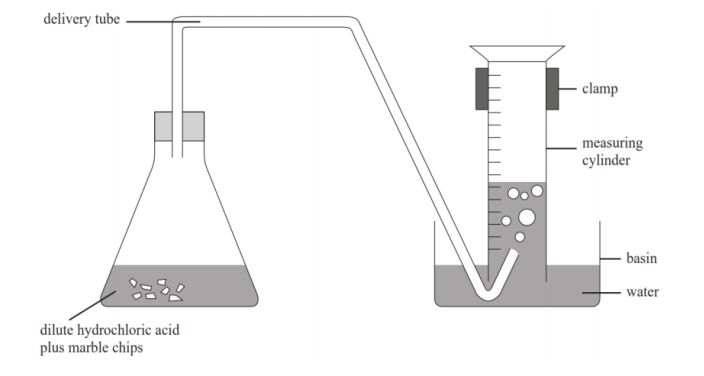 delivery tube
clamp
measuring
cylinder
basin
water
dilute hydrochloric acid
plus marble chips